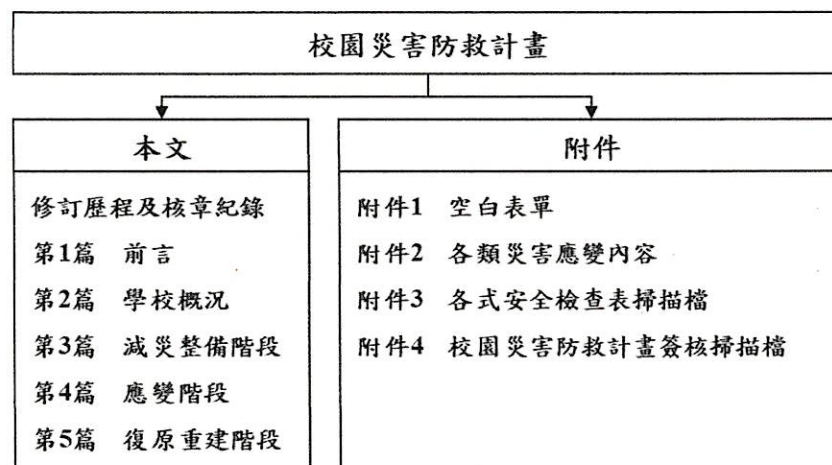 校園災害防救計畫
本文
修訂歷程及核章紀錄
第1篇 前言
第2篇 學校概況
第3篇 減災整備階段
第4篇 應變階段
第5篇 復原重建階段
附件
附件1 空白表單
附件2 各類災害應變內容
附件3 各式安全檢查表掃描檔
附件4 校園災害防救計畫簽核掃描檔